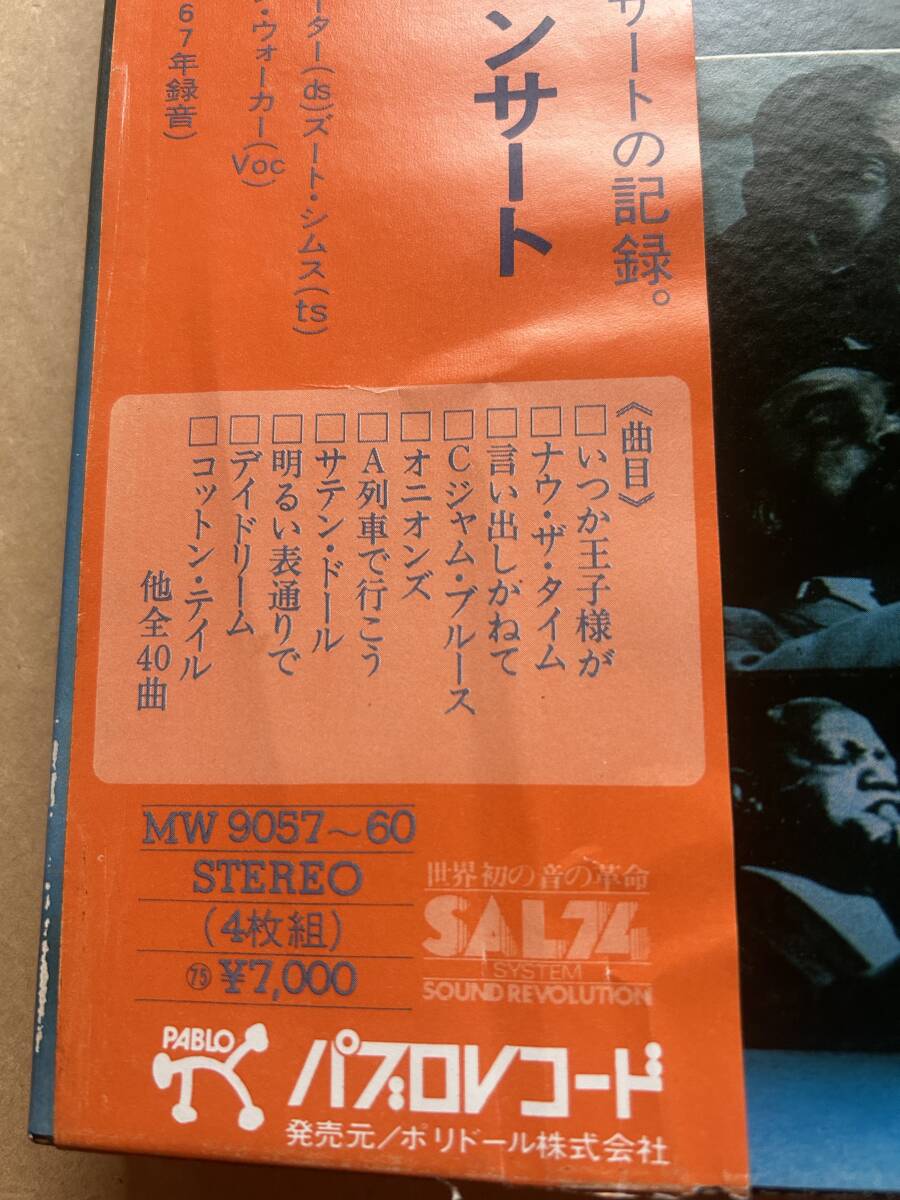 サートの記録。
ンサート
ーター(ds)ズート・シムス(ts)
・ウォーカー(Voc)
67年録音)
《曲目》
□いつか王子様が
□ナウ・ザ・タイム
□言い出しかねて
□Cジャム・ブルース
□オニオンズ
□A列車で行こう
□サテン・ドール
□明るい表通りで
□デイドリーム
□コットン・テイル
他全40曲
MW 9057~60
STEREO
(4枚組)
㊆ ¥7,000
世界初の音の革命
SAL74
SYSTEM
SOUND REVOLUTION
PABLO
パブロレコード
発売元/ポリドール株式会社